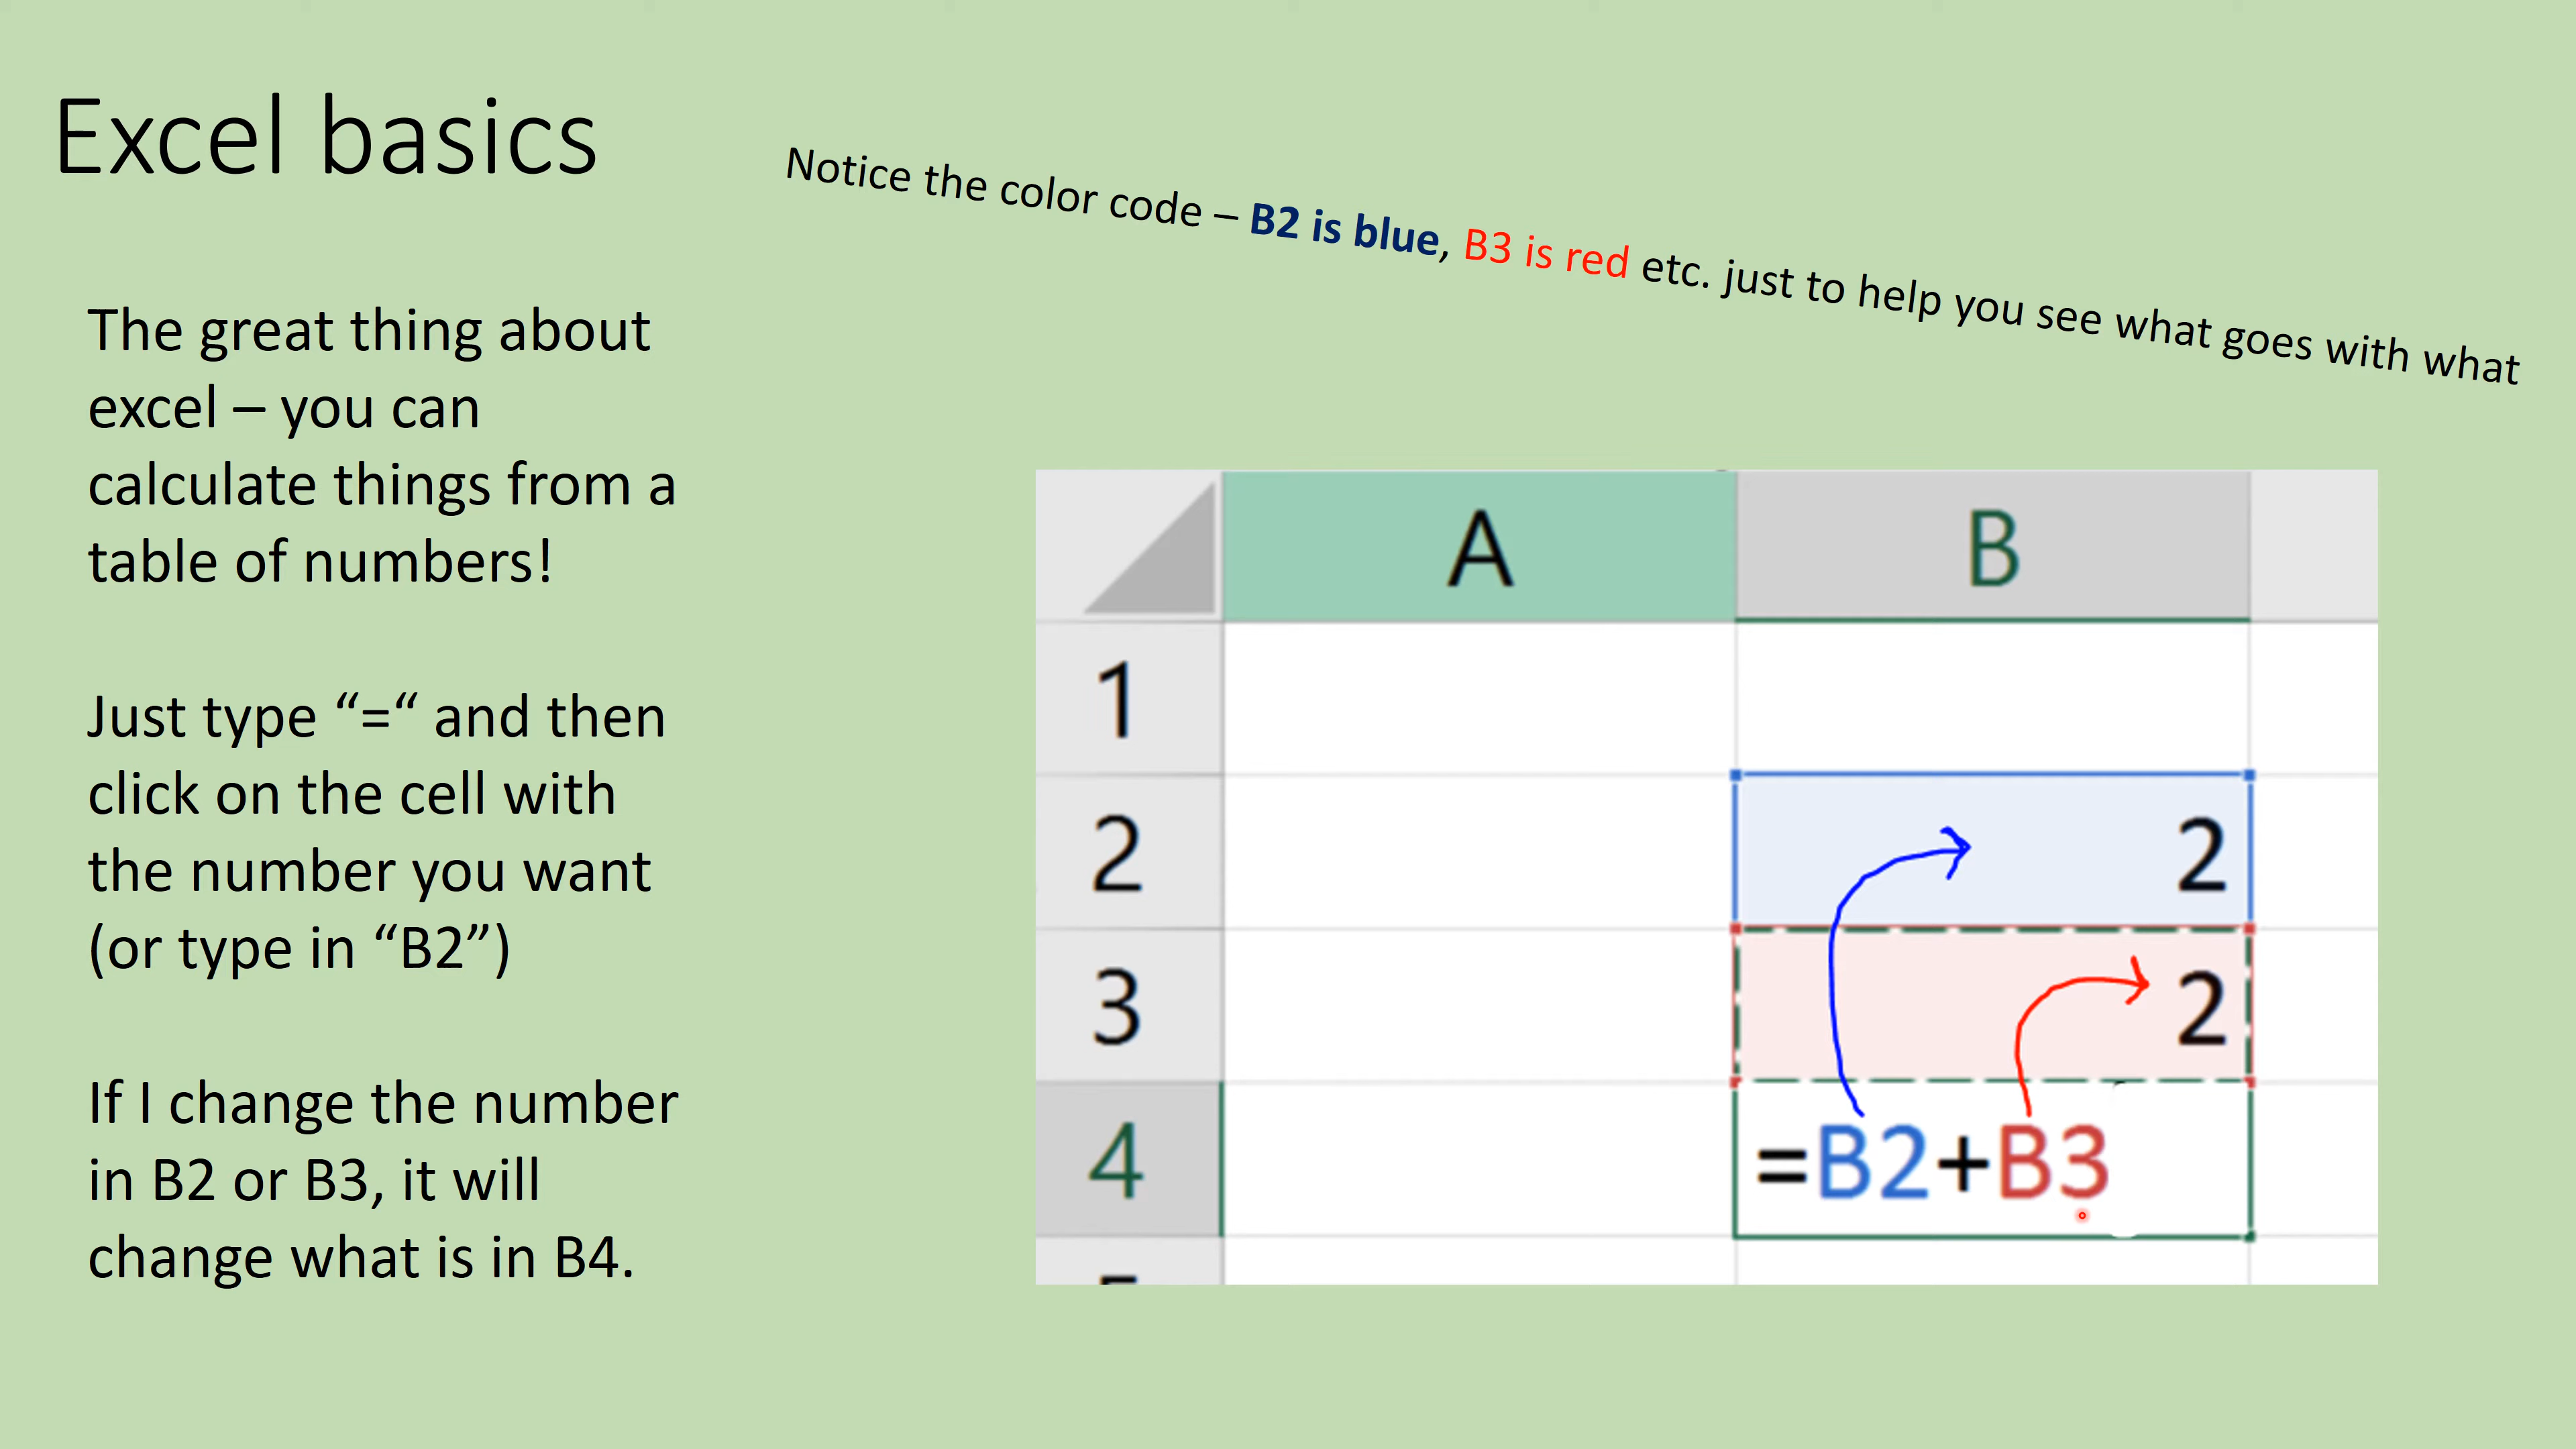 Excel basics
Notice the color code – B2 is blue, B3 is red etc. just to help you see what goes with what
The great thing about
excel – you can
calculate things from a
table of numbers!
Just type “=“ and then
click on the cell with
the number you want
(or type in “B2”)
If I change the number
in B2 or B3, it will
change what is in B4.
A B
1
2 2
3 2
4 =B2+B3